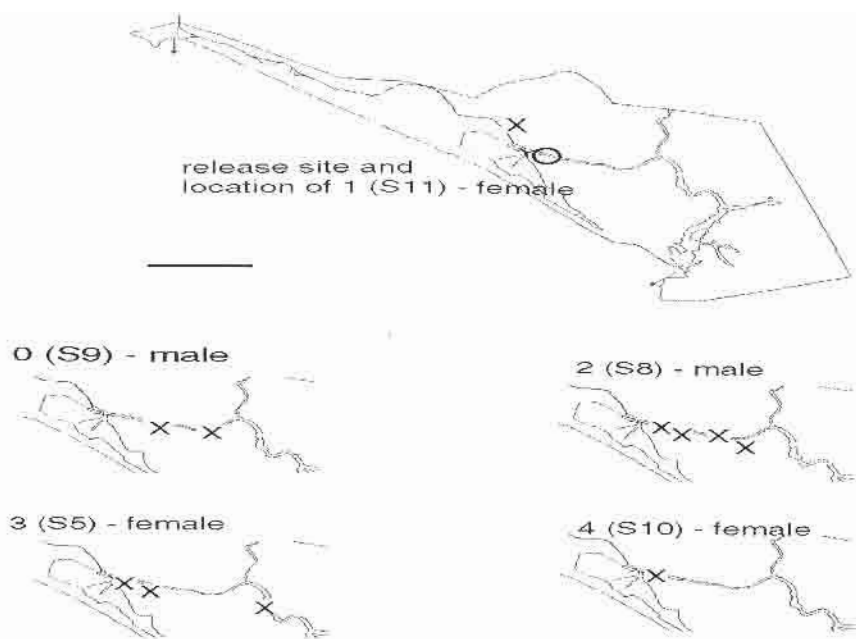 release site and
location of 1 (S11) - female
0 (S9) - male
2 (S8) - male
3 (S5) - female
4 (S10) - female